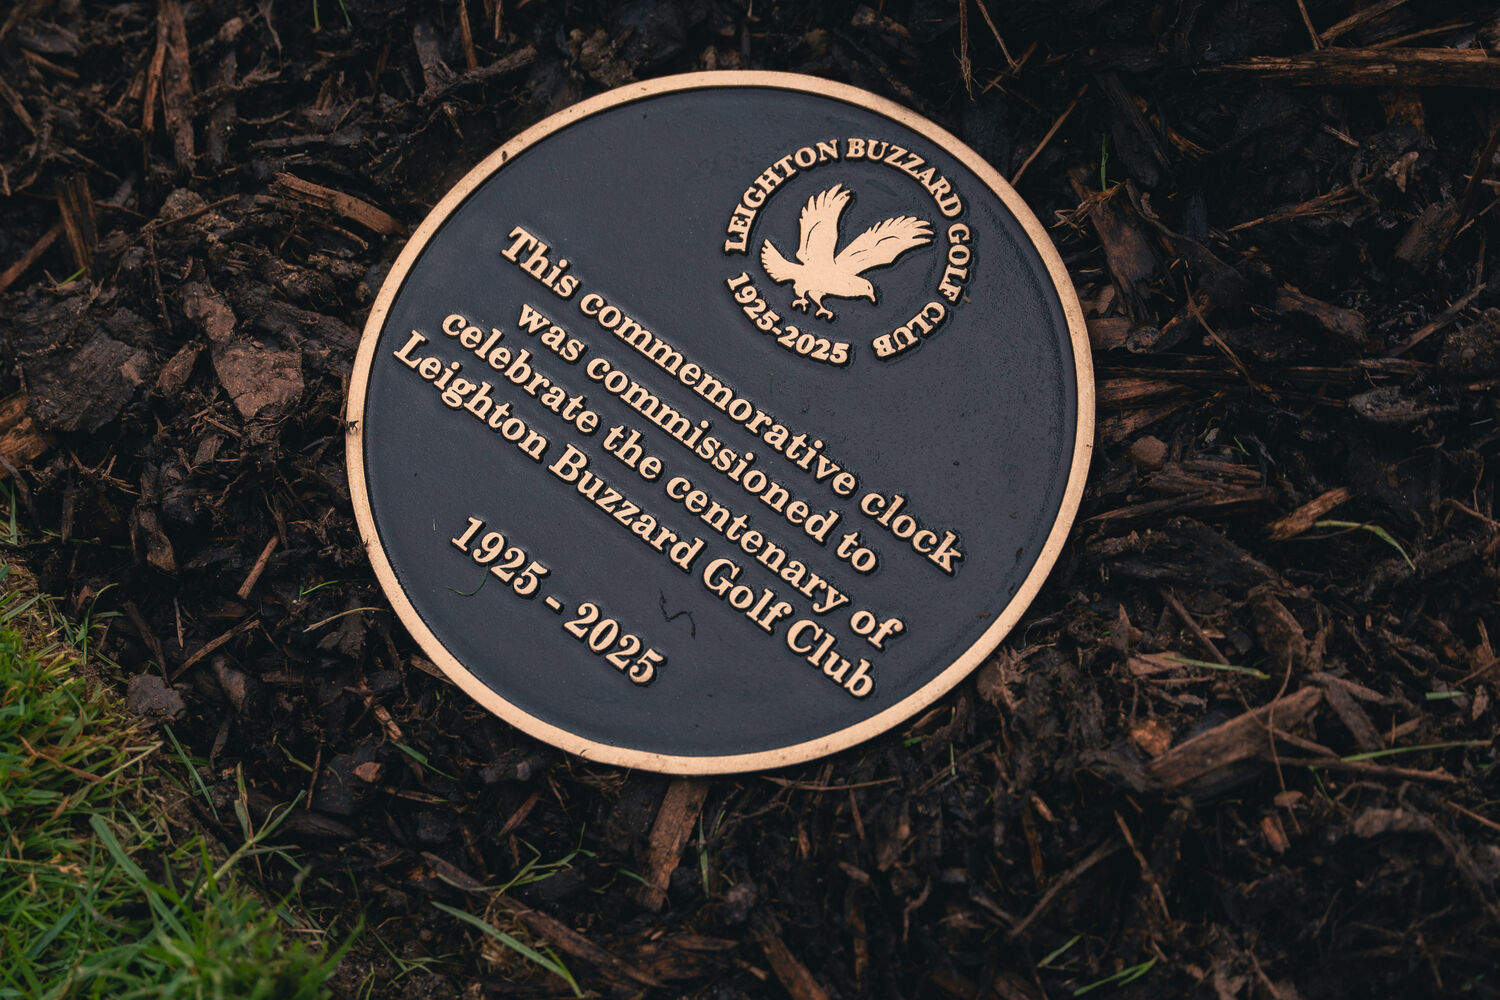 LEIGHTON BUZZARD GOLF CLUB
1925-2025
This commemorative clock
was commissioned to
celebrate the centenary of
Leighton Buzzard Golf Club
1925 - 2025